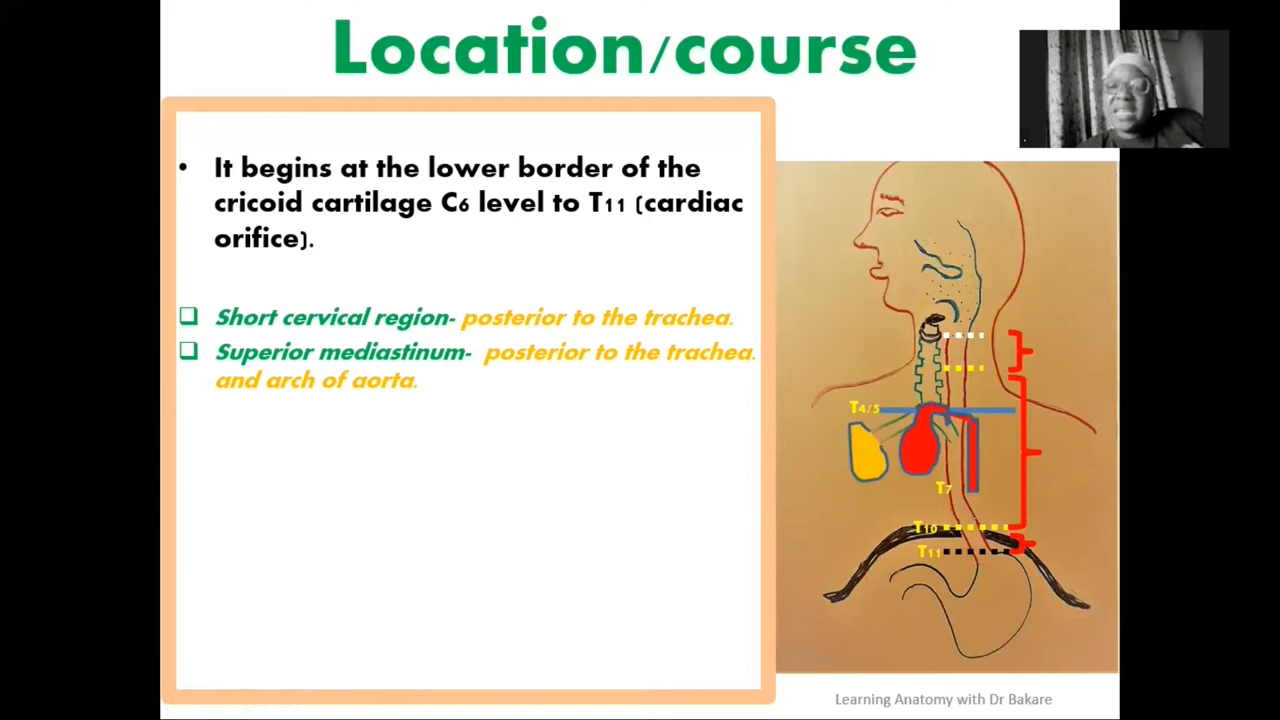 Location/course
• It begins at the lower border of the
cricoid cartilage C6 level to T11 (cardiac
orifice).
❑ Short cervical region- posterior to the trachea.
❑ Superior mediastinum- posterior to the trachea.
and arch of aorta.
T4/5
T7
T10
T11
Learning Anatomy with Dr Bakare